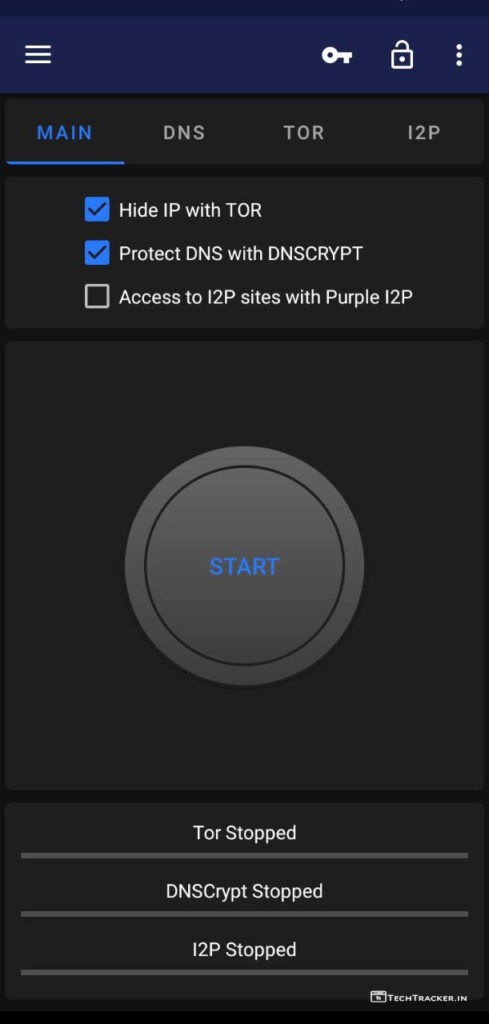 MAIN
DNS
TOR
I2P
Hide IP with TOR
Protect DNS with DNSCRYPT
Access to I2P sites with Purple I2P
START
Tor Stopped
DNSCrypt Stopped
I2P Stopped
TechTracker.in